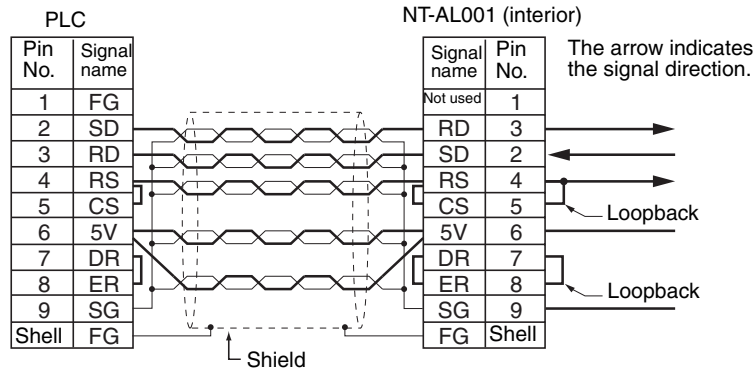 PLC
NT-AL001 (interior)
Pin No. Signal name
Signal name Pin No.
The arrow indicates
the signal direction.
1 FG Not used 1
2 SD RD 3
3 RD SD 2
4 RS RS 4
5 CS CS 5
Loopback
6 5V 5V 6
7 DR DR 7
8 ER ER 8
Loopback
9 SG SG 9
Shell FG FG Shell
Shield